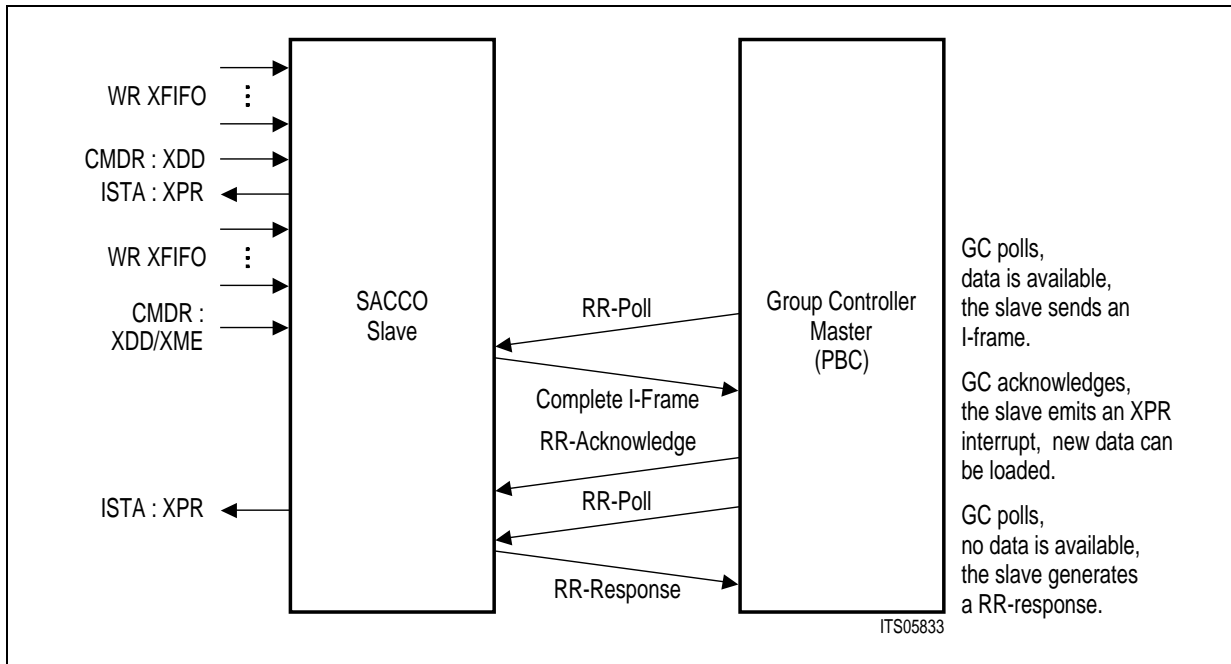 WR XFIFO
CMDR : XDD
ISTA : XPR
WR XFIFO
CMDR :
XDD/XME
ISTA : XPR
SACCO
Slave
RR-Poll
Complete I-Frame
RR-Acknowledge
RR-Poll
RR-Response
Group Controller
Master
(PBC)
GC polls,
data is available,
the slave sends an
I-frame.
GC acknowledges,
the slave emits an XPR
interrupt, new data can
be loaded.
GC polls,
no data is available,
the slave generates
a RR-response.
ITS05833